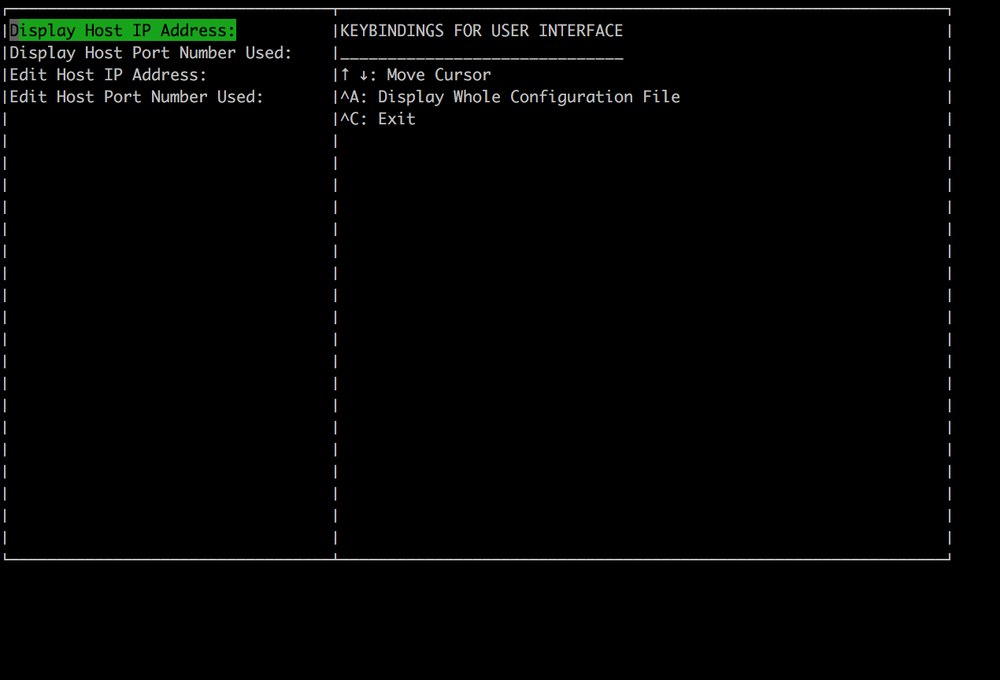 Display Host IP Address:
Display Host Port Number Used:
Edit Host IP Address:
Edit Host Port Number Used:
KEYBINDINGS FOR USER INTERFACE
______________________________
↑ ↓: Move Cursor
^A: Display Whole Configuration File
^C: Exit